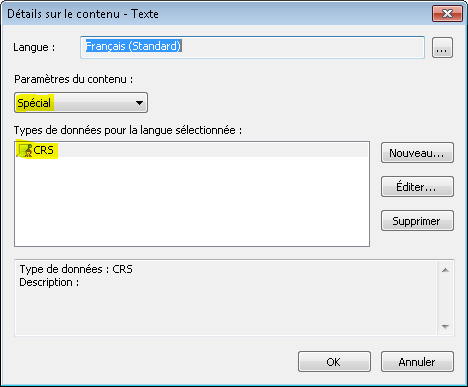 Détails sur le contenu - Texte
Langue :
Français (Standard)
...
Paramètres du contenu :
Spécial
Types de données pour la langue sélectionnée :
CRS
Nouveau...
Éditer...
Supprimer
Type de données : CRS
Description :
OK
Annuler